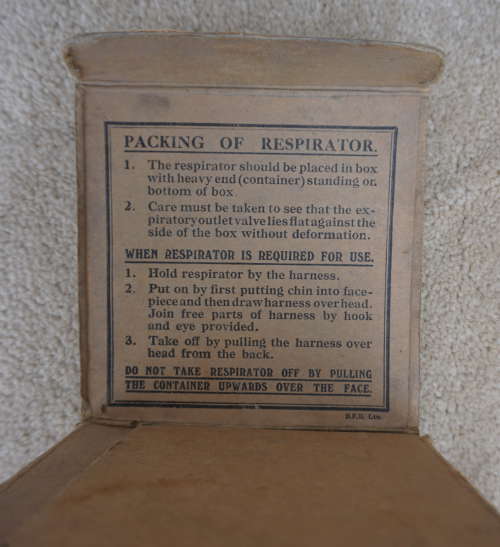 PACKING OF RESPIRATOR.
1. The respirator should be placed in box
with heavy end (container) standing on
bottom of box.
2. Care must be taken to see that the ex-
piratory outlet valve lies flat against the
side of the box without deformation.
WHEN RESPIRATOR IS REQUIRED FOR USE.
1. Hold respirator by the harness.
2. Put on by first putting chin into face-
piece and then draw harness over head.
Join free parts of harness by hook
and eye provided.
3. Take off by pulling the harness over
head from the back.
DO NOT TAKE RESPIRATOR OFF BY PULLING
THE CONTAINER UPWARDS OVER THE FACE.
Ltd.